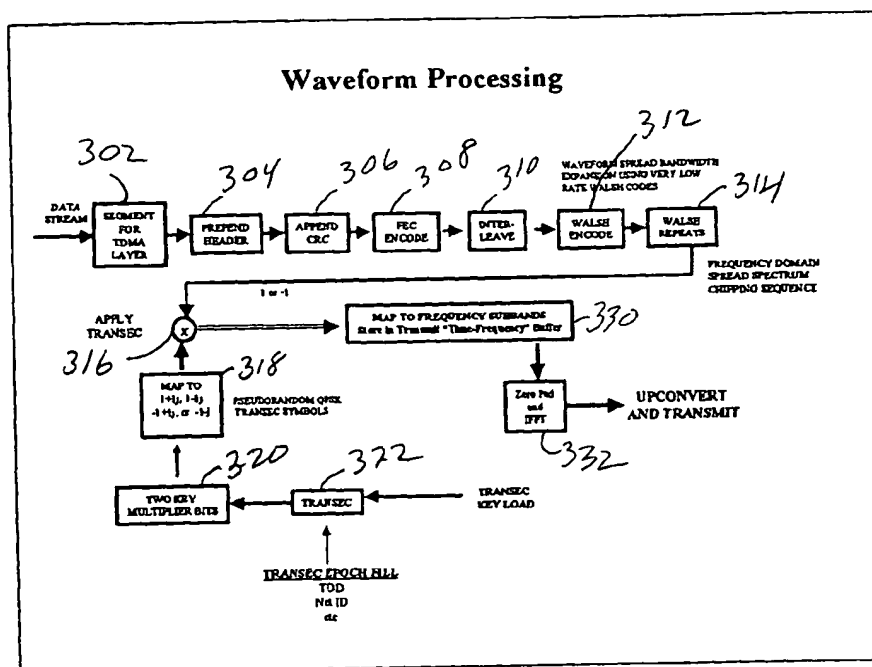 Waveform Processing
302
304
306
308
310
312
314
WAVEFORM SPREAD BANDWIDTH
EXPANSION USING VERY LOW
RATE WALSH CODES
DATA
STREAM
SEGMENT
FOR
TDMA
LAYER
PREPEND
HEADER
APPEND
CRC
FEC
ENCODE
INTER-
LEAVE
WALSH
ENCODE
WALSH
REPEATS
FREQUENCY DOMAIN
SPREAD SPECTRUM
CHIPPING SEQUENCE
1 or -1
APPLY
TRANSEC
X
316
MAP TO FREQUENCY SUBBANDS
Store in Transmit "Time-Frequency" Buffer
330
318
MAP TO
1+1j, 1-1j
-1+1j, or -1-1j
PSEUDORANDOM QPSK
TRANSEC SYMBOLS
Zero Pad
and
IFFT
332
UPCONVERT
AND TRANSMIT
320
322
TWO KEY
MULTIPLIER BITS
TRANSEC
TRANSEC
KEY LOAD
TRANSEC EPOCH FILL
TOD
Net ID
etc